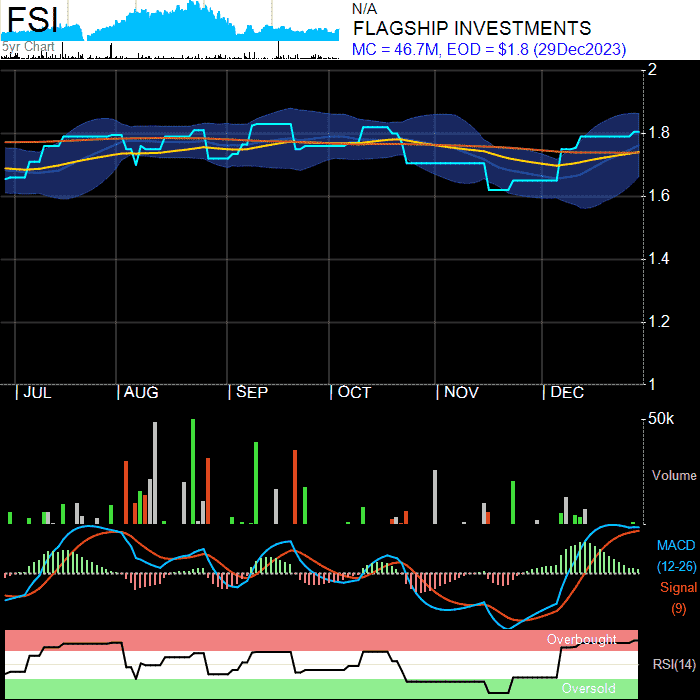 FSI
5yr Chart
N/A
FLAGSHIP INVESTMENTS
MC = 46.7M, EOD = $1.8 (29Dec2023)
2
1.8
1.6
1.4
1.2
1
| JUL | AUG | SEP | OCT | NOV | DEC
50k
Volume
MACD
(12-26)
Signal
(9)
Overbought
RSI(14)
Oversold